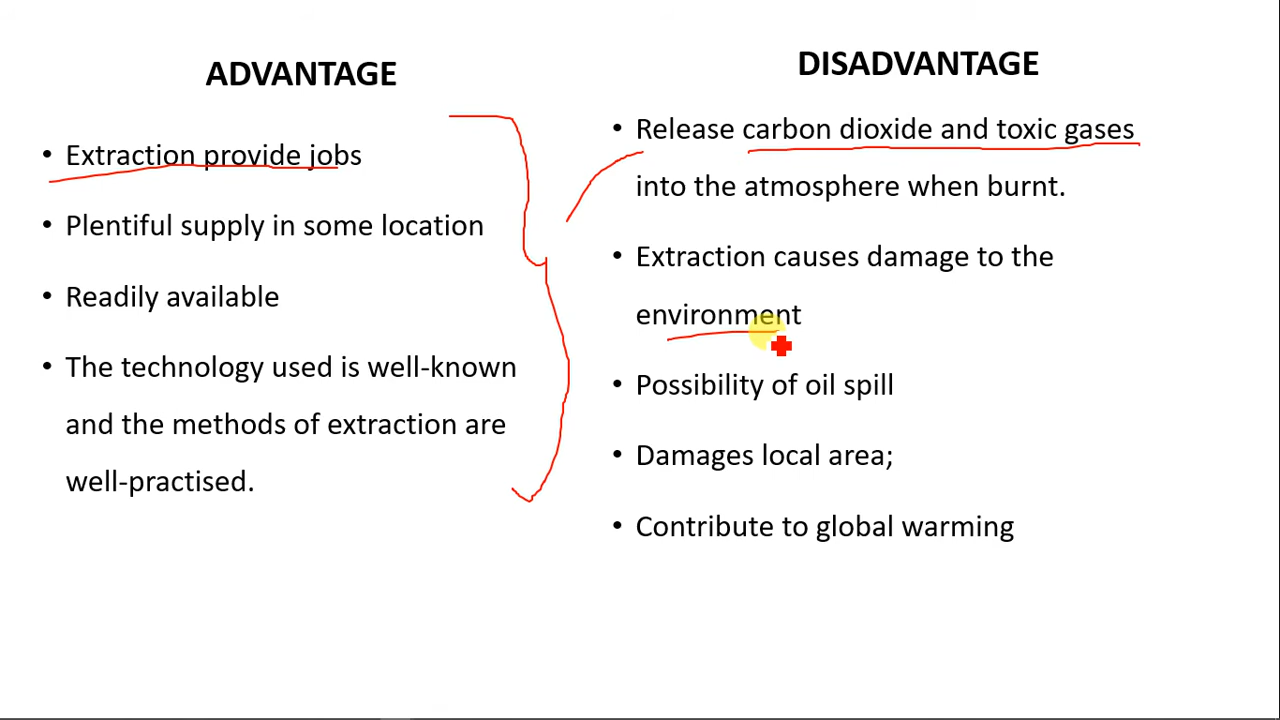 ADVANTAGE
• Extraction provide jobs
• Plentiful supply in some location
• Readily available
• The technology used is well-known
and the methods of extraction are
well-practised.
DISADVANTAGE
• Release carbon dioxide and toxic gases
into the atmosphere when burnt.
• Extraction causes damage to the
environment
• Possibility of oil spill
• Damages local area;
• Contribute to global warming